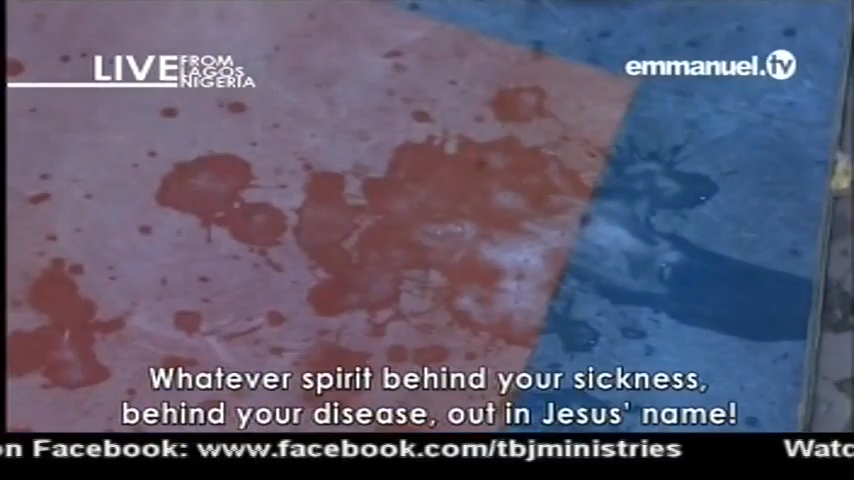 LIVE FROM LAGOS NIGERIA
emmanuel.tv
Whatever spirit behind your sickness,
behind your disease, out in Jesus' name!
on Facebook: www.facebook.com/tbjministries